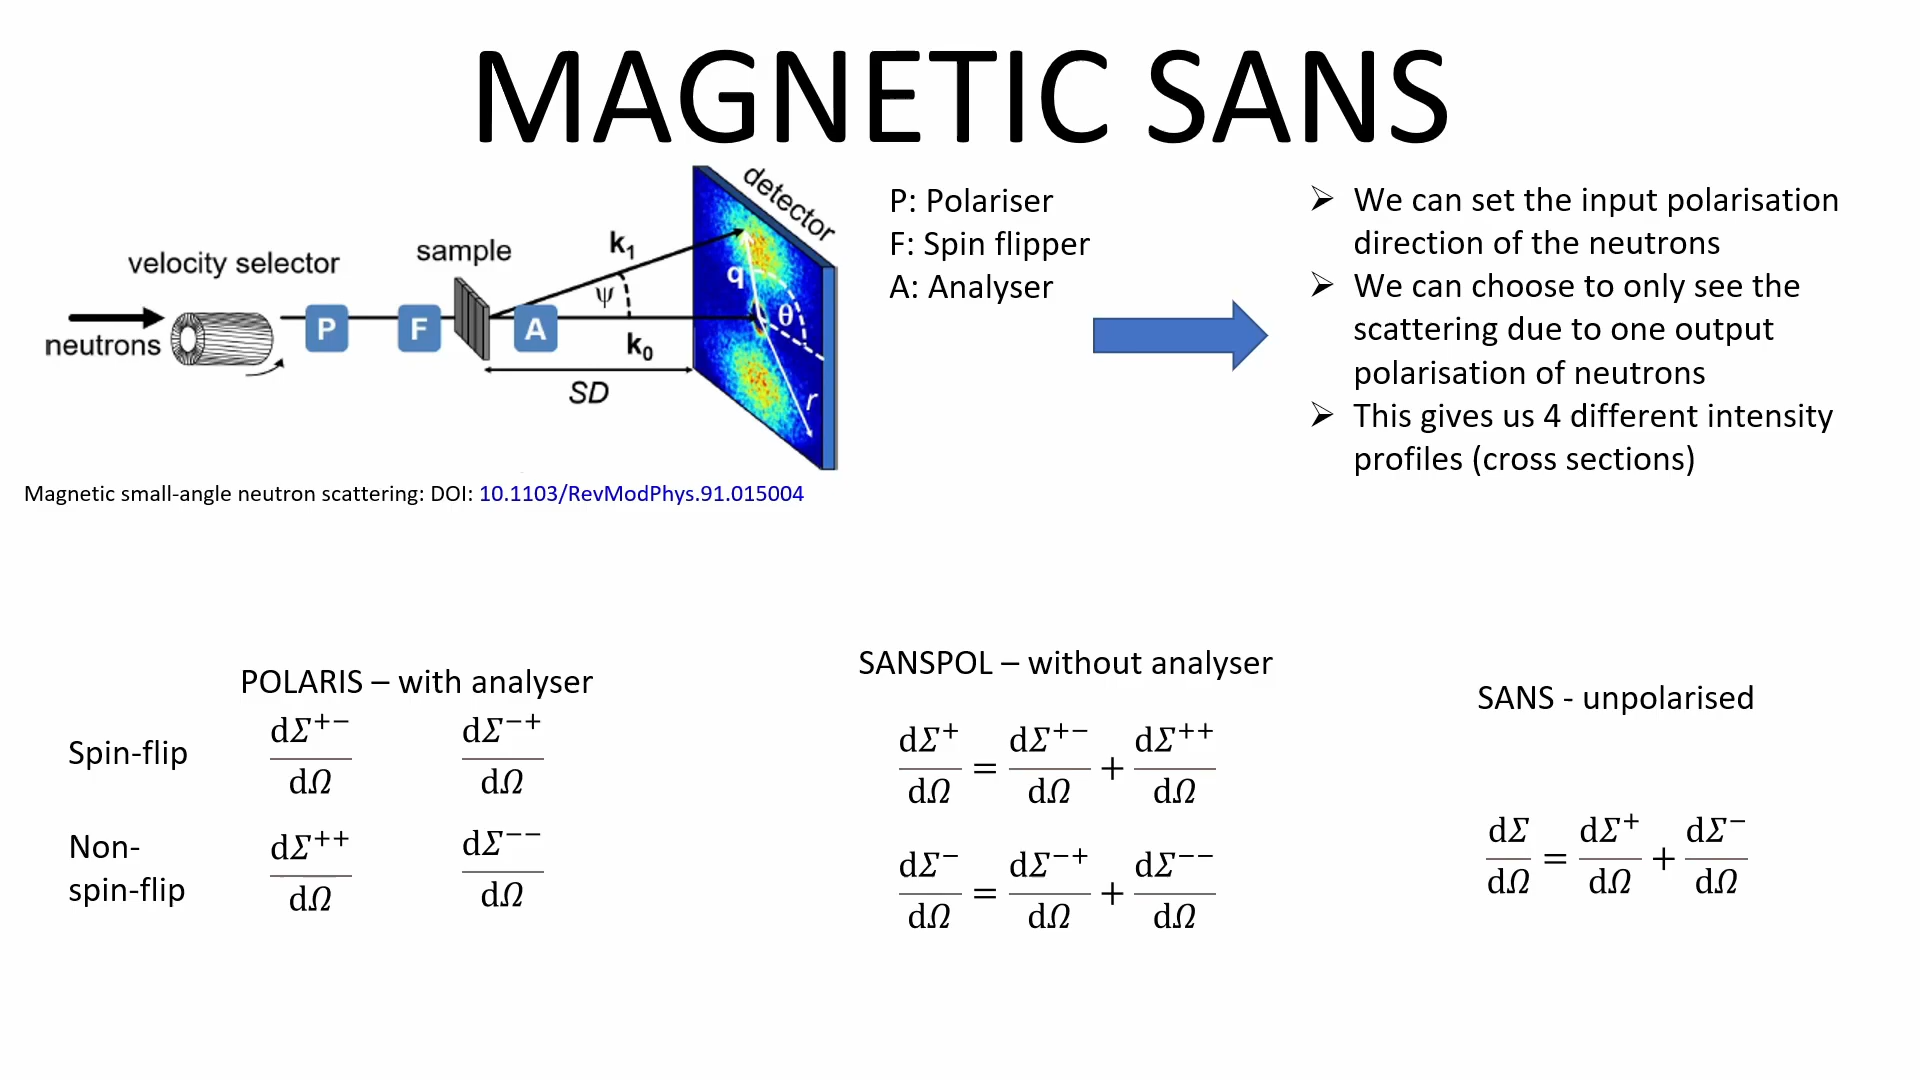 MAGNETIC SANS
neutrons
velocity selector
P
F
sample
A
k₁
ψ
k₀
SD
detector
q
θ
r
Magnetic small-angle neutron scattering: DOI: 10.1103/RevModPhys.91.015004
P: Polariser
F: Spin flipper
A: Analyser
➢ We can set the input polarisation
direction of the neutrons
➢ We can choose to only see the
scattering due to one output
polarisation of neutrons
➢ This gives us 4 different intensity
profiles (cross sections)
POLARIS – with analyser
Spin-flip
dΣ⁺⁻ dΣ⁻⁺
dΩ dΩ
Non-
spin-flip
dΣ⁺⁺ dΣ⁻⁻
dΩ dΩ
SANSPOL – without analyser
dΣ⁺/dΩ = dΣ⁺⁻/dΩ + dΣ⁺⁺/dΩ
dΣ⁻/dΩ = dΣ⁻⁺/dΩ + dΣ⁻⁻/dΩ
SANS - unpolarised
dΣ/dΩ = dΣ⁺/dΩ + dΣ⁻/dΩ